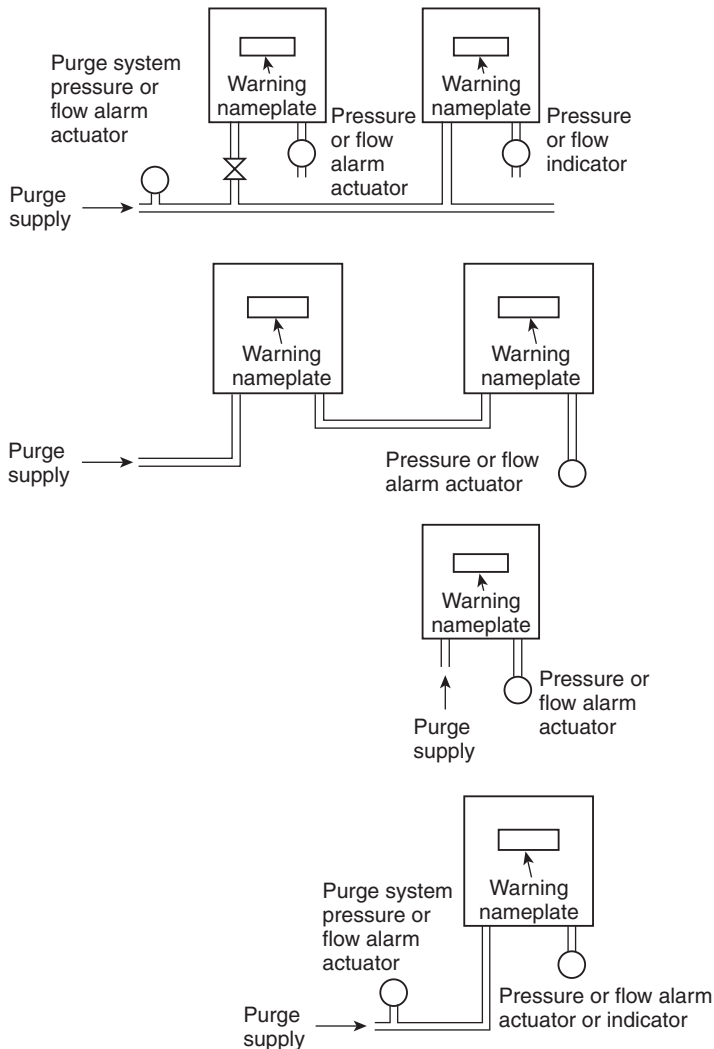 Purge system
pressure or
flow alarm
actuator
Warning
nameplate
Pressure
or flow
alarm
actuator
Warning
nameplate
Pressure
or flow
indicator
Purge
supply
Warning
nameplate
Warning
nameplate
Purge
supply
Pressure or flow
alarm actuator
Warning
nameplate
Pressure or
flow alarm
actuator
Purge
supply
Warning
nameplate
Purge system
pressure or
flow alarm
actuator
Pressure or flow alarm
actuator or indicator
Purge
supply